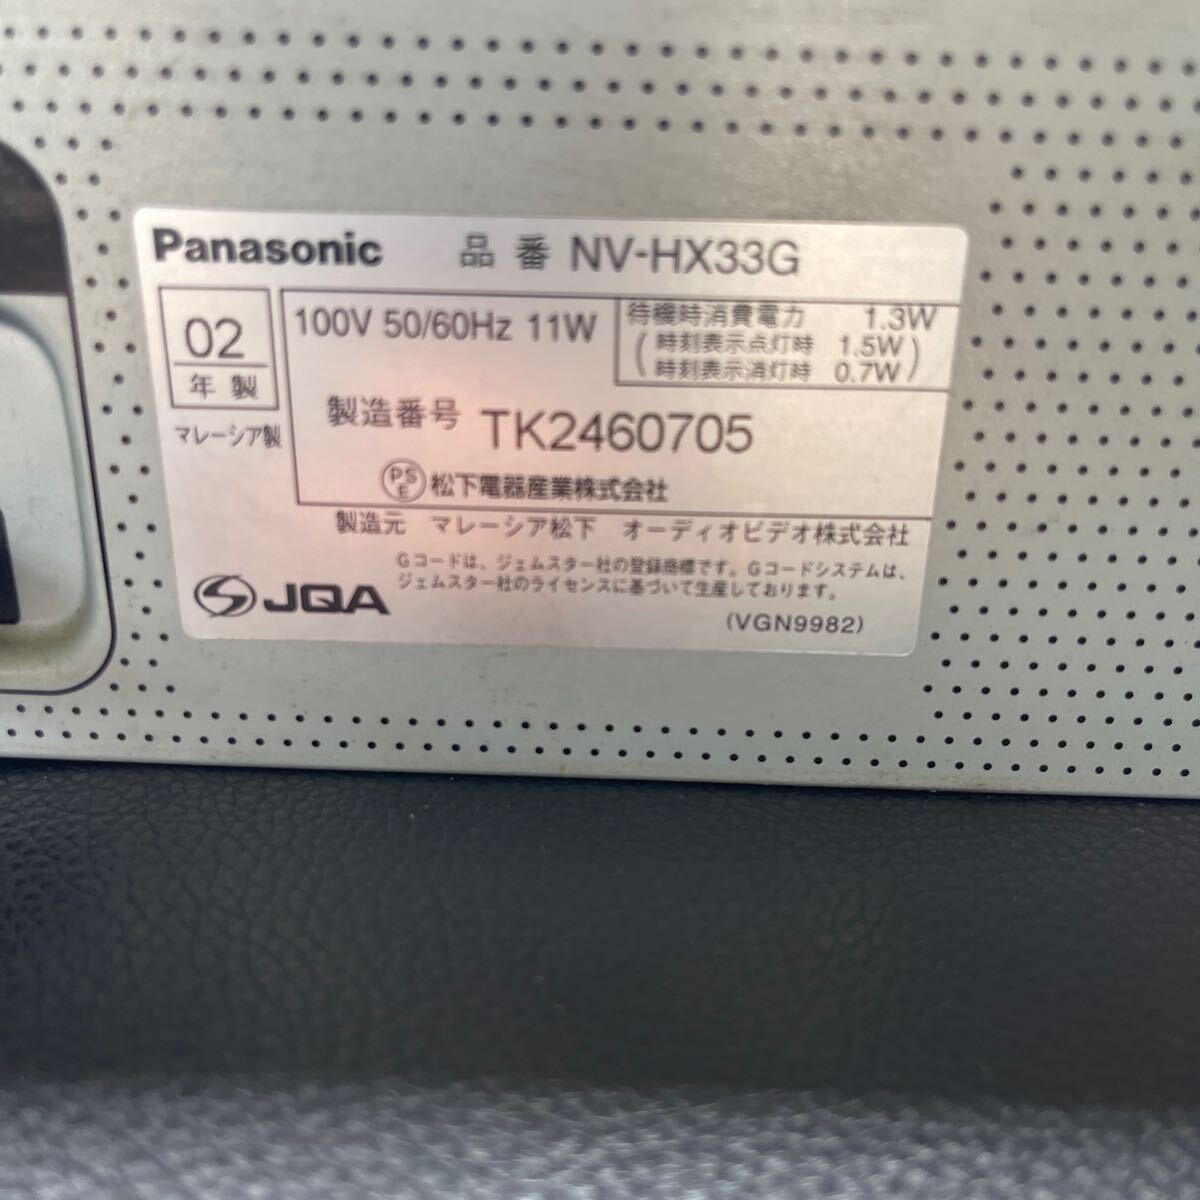 Panasonic 品番 NV-HX33G
02
年製
マレーシア製
100V 50/60Hz 11W
待機時消費電力 1.3W
(時刻表示点灯時 1.5W)
(時刻表示消灯時 0.7W)
製造番号 TK2460705
PS E 松下電器産業株式会社
製造元 マレーシア松下 オーディオビデオ株式会社
Gコードは、ジェムスター社の登録商標です。Gコードシステムは、
ジェムスター社のライセンスに基づいて生産しております。
JQA
(VGN9982)